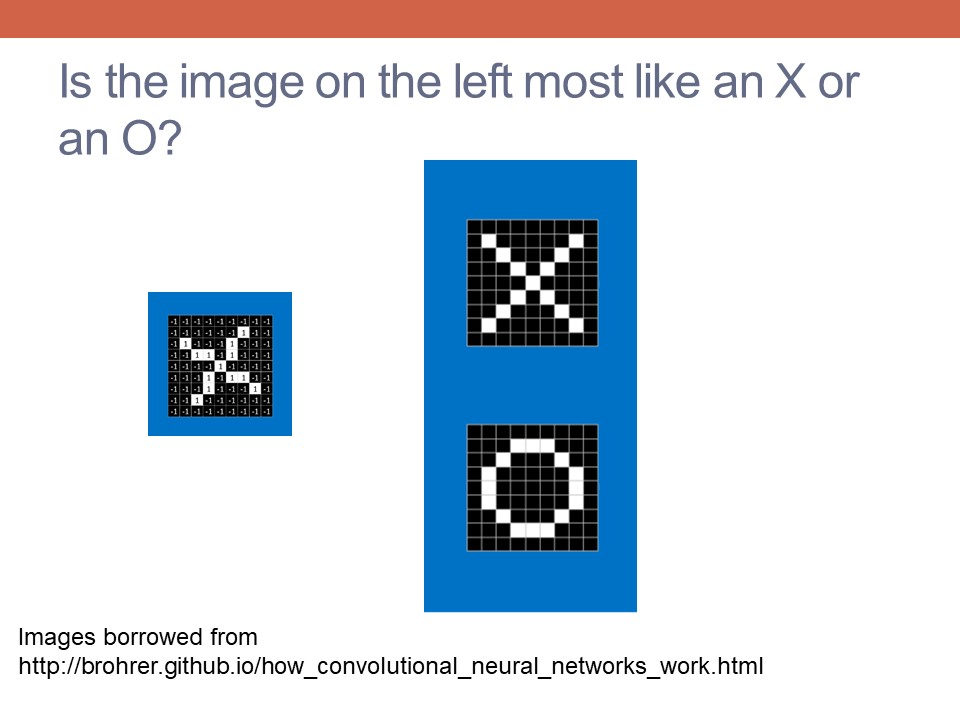 Is the image on the left most like an X or
an O?
-1 -1 -1 -1 -1 -1 -1 -1 -1
-1 -1 -1 -1 -1 -1 1 -1 -1
-1 1 -1 -1 -1 1 -1 -1 -1
-1 -1 1 1 -1 1 -1 -1 -1
-1 -1 -1 -1 1 -1 -1 -1 -1
-1 -1 -1 1 -1 1 1 -1 -1
-1 -1 -1 1 -1 -1 -1 1 -1
-1 -1 1 -1 -1 -1 -1 -1 -1
-1 -1 -1 -1 -1 -1 -1 -1 -1
Images borrowed from
http://brohrer.github.io/how_convolutional_neural_networks_work.html